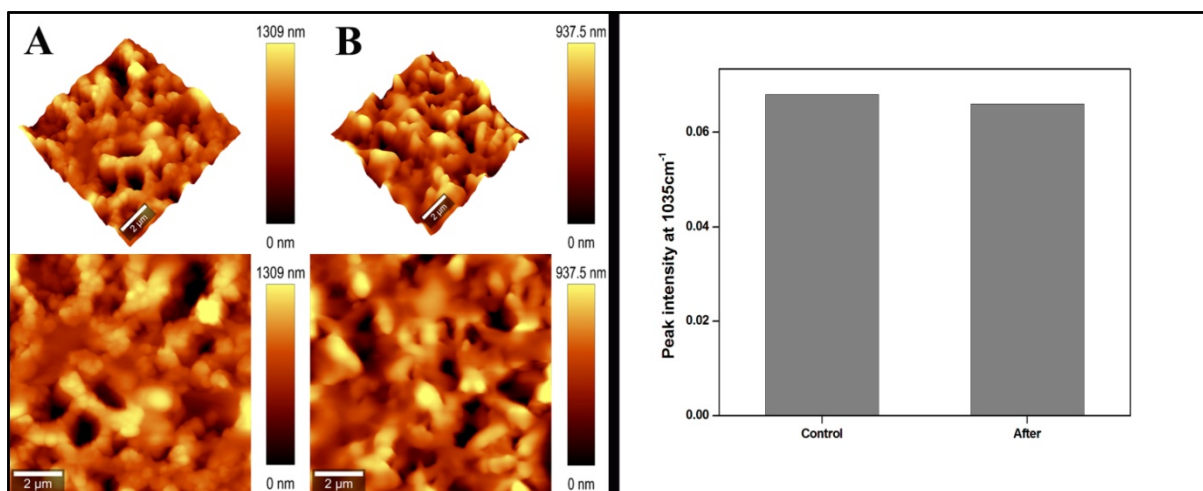 A
1309 nm
0 nm
2 µm
B
937.5 nm
0 nm
2 µm
1309 nm
0 nm
2 µm
937.5 nm
0 nm
2 µm
Peak intensity at 1035cm⁻¹
0.06
0.04
0.02
0.00
Control
After